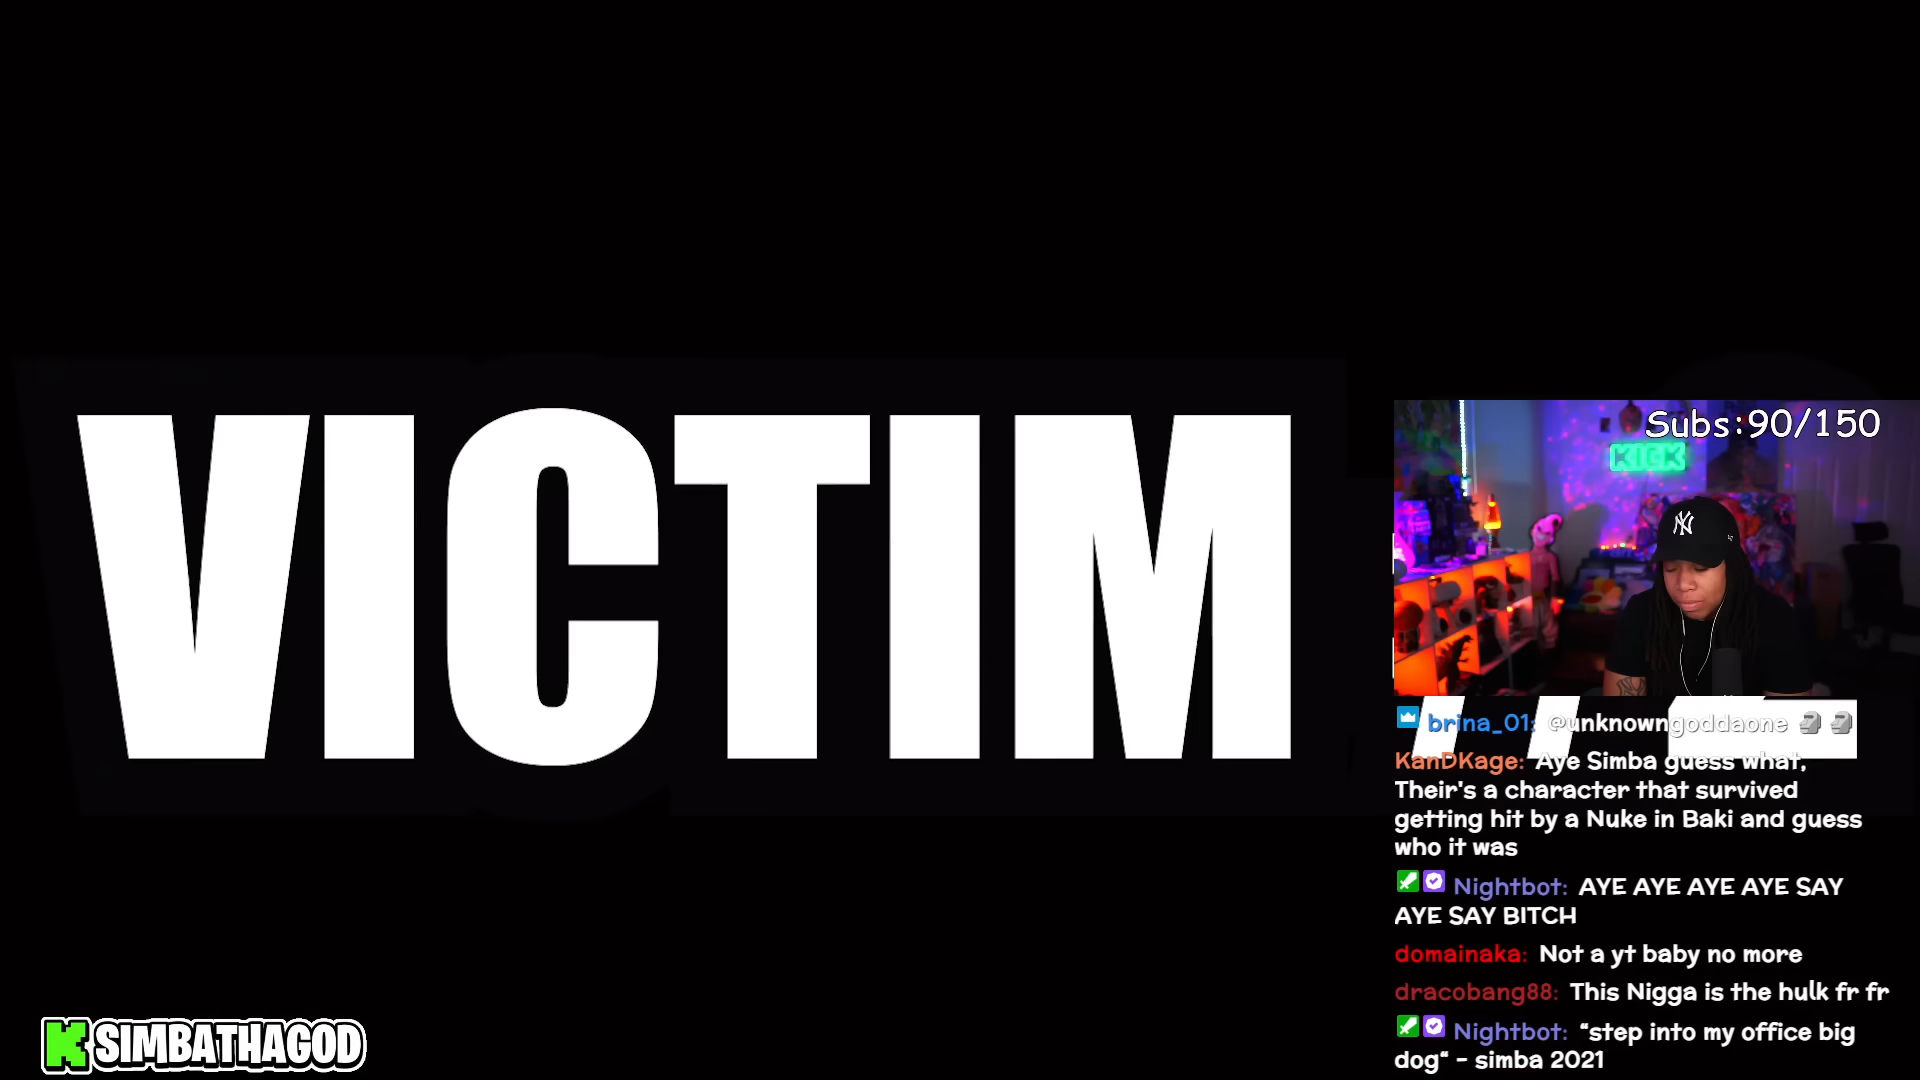 VICTIM
Subs:90/150
KICK
NY
brina_01: @unknowngoddaone
KanDKage: Aye Simba guess what,
Their's a character that survived
getting hit by a Nuke in Baki and guess
who it was
Nightbot: AYE AYE AYE AYE SAY
AYE SAY BITCH
domainaka: Not a yt baby no more
dracobang88: This Nigga is the hulk fr fr
Nightbot: “step into my office big
dog“ - simba 2021
K SIMBATHAGOD